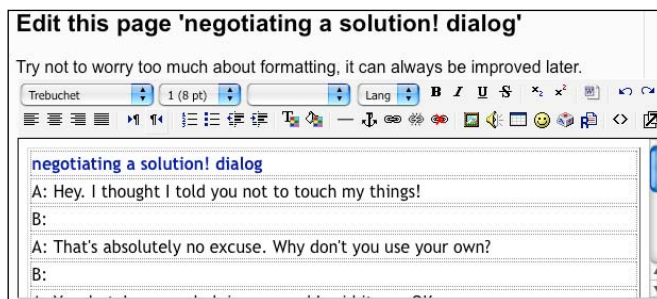 Edit this page 'negotiating a solution! dialog'
Try not to worry too much about formatting, it can always be improved later.
Trebuchet 1 (8 pt) Lang B I U S x₂ x²
negotiating a solution! dialog
A: Hey. I thought I told you not to touch my things!
B:
A: That's absolutely no excuse. Why don't you use your own?
B: